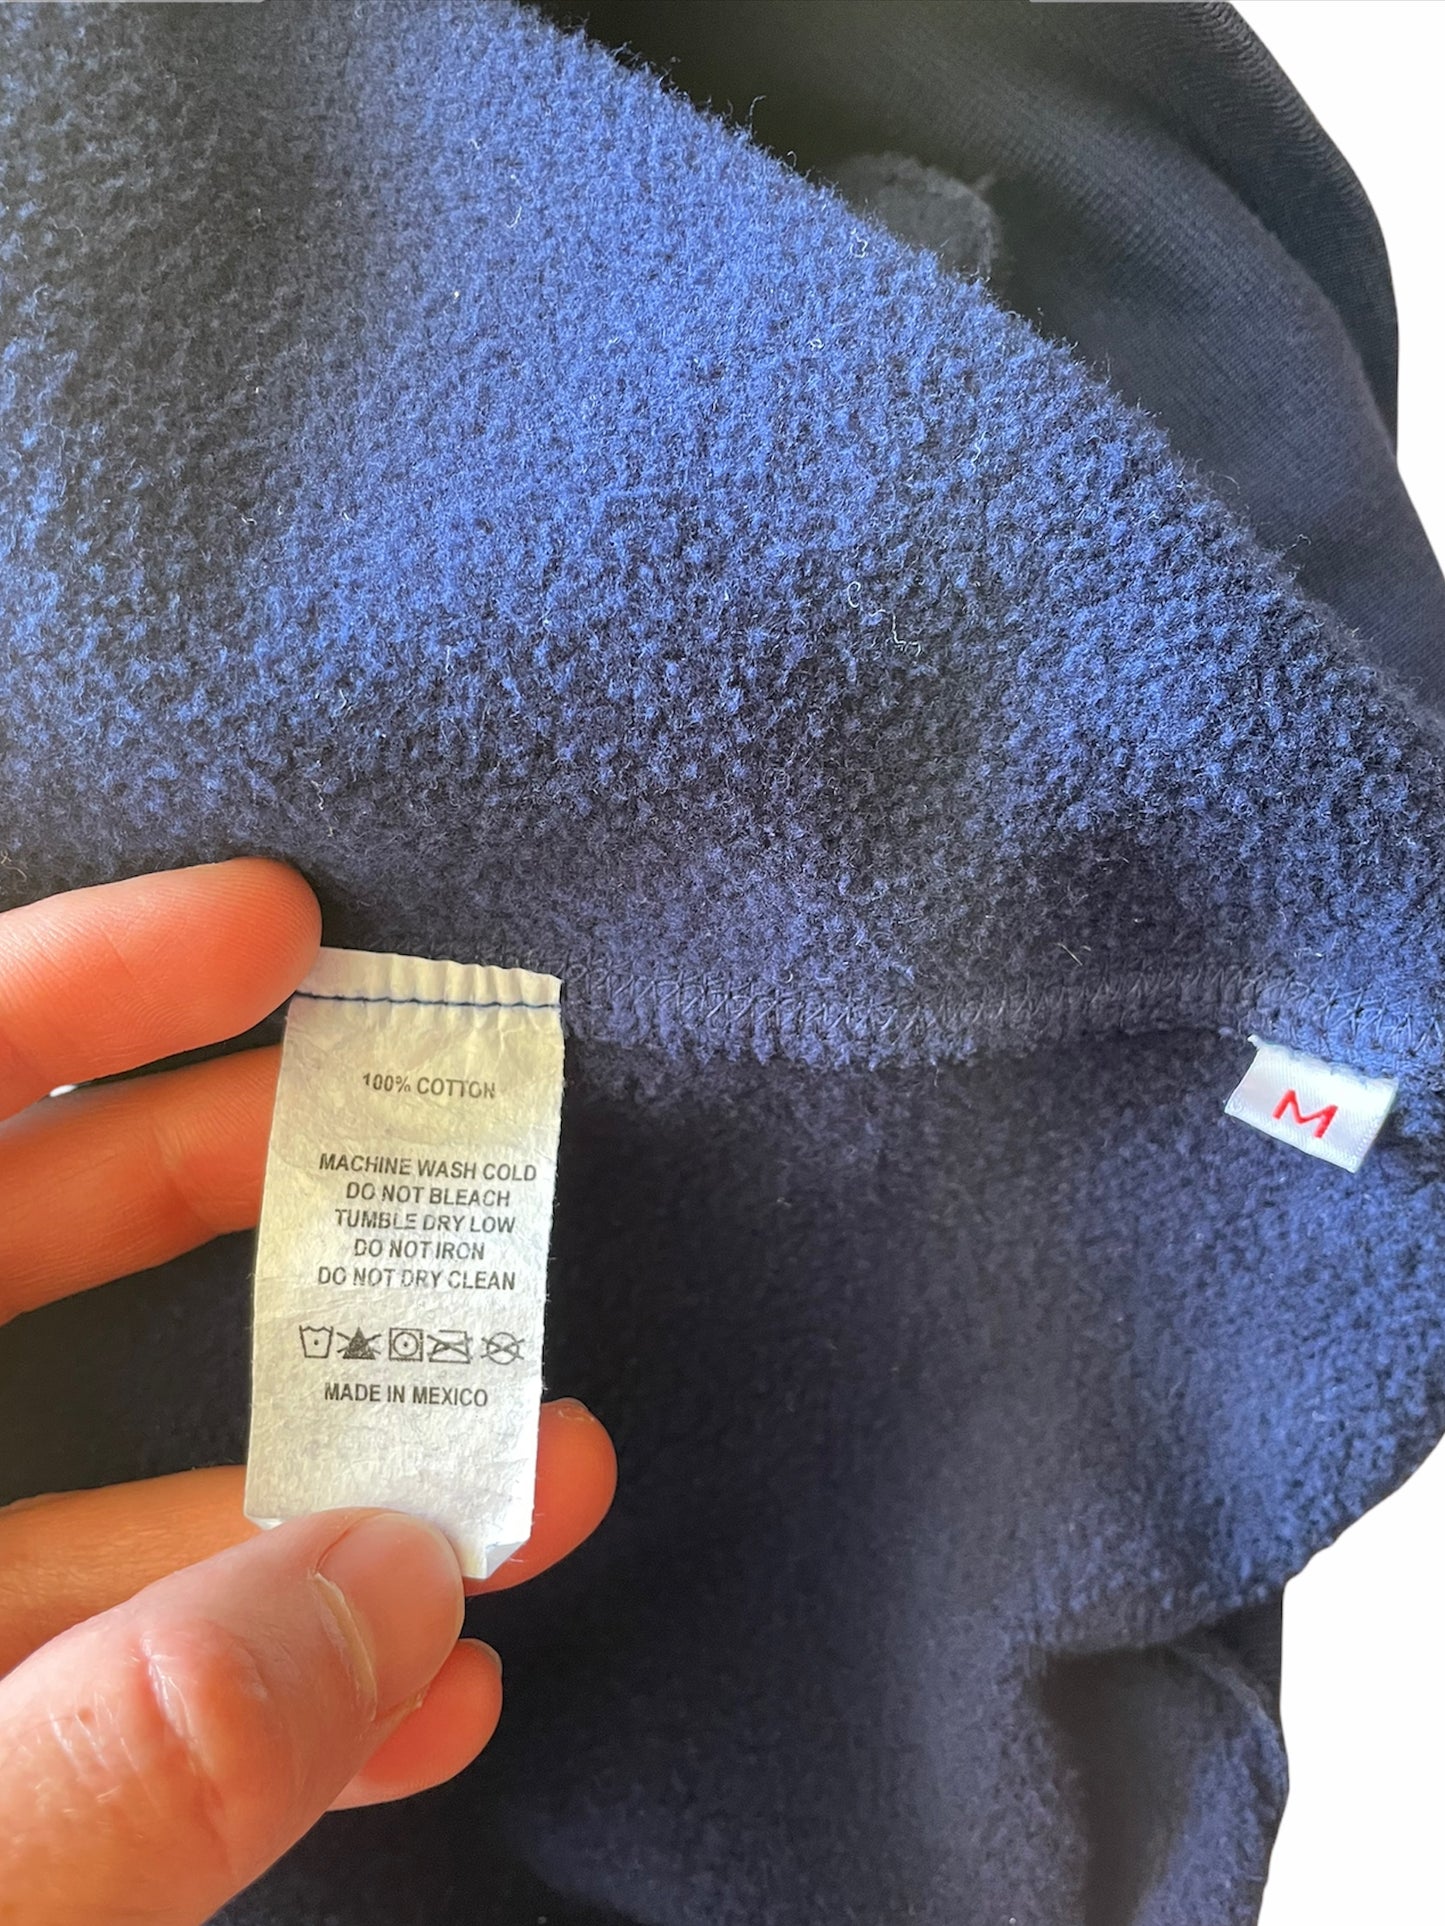 100% COTTON
MACHINE WASH COLD
DO NOT BLEACH
TUMBLE DRY LOW
DO NOT IRON
DO NOT DRY CLEAN
MADE IN MEXICO
M